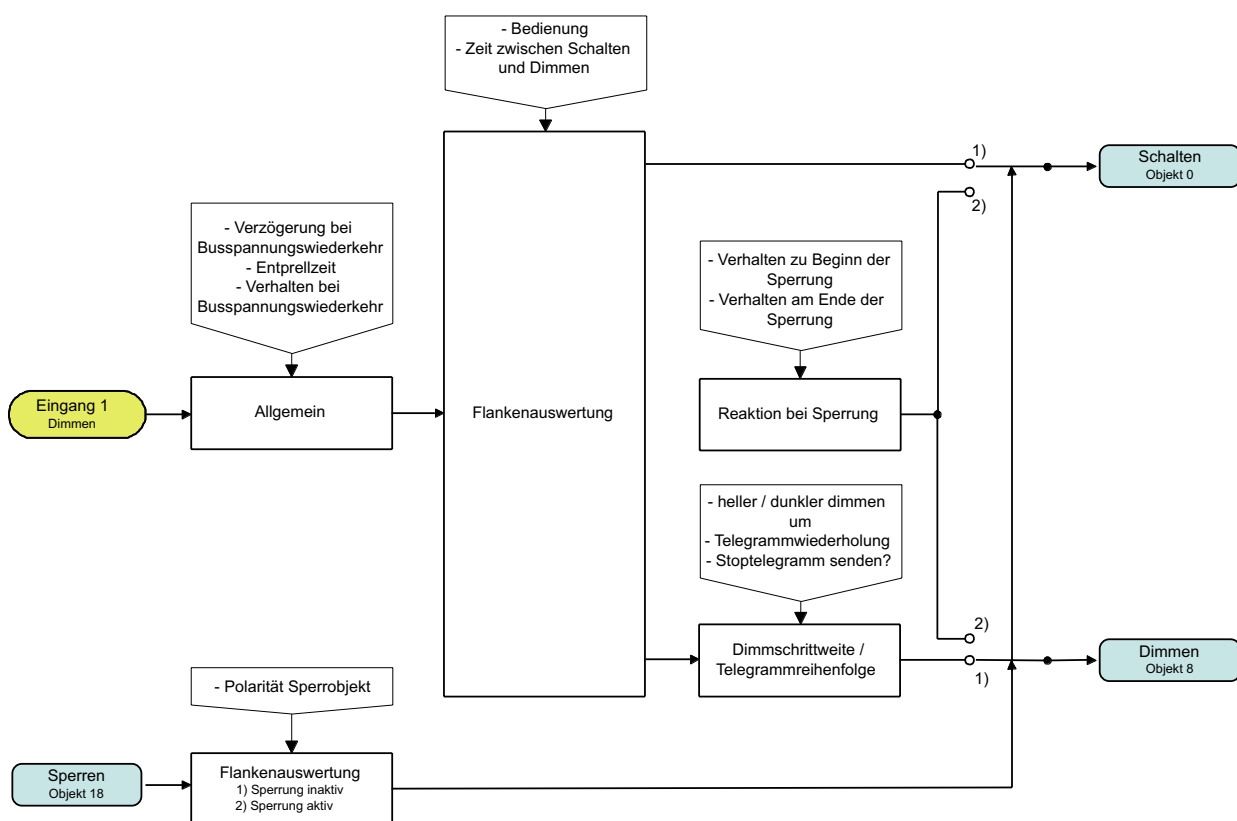 - Bedienung
- Zeit zwischen Schalten
und Dimmen
1)
Schalten
Objekt 0
2)
- Verzögerung bei
Busspannungswiederkehr
- Entprellzeit
- Verhalten bei
Busspannungswiederkehr
- Verhalten zu Beginn der
Sperrung
- Verhalten am Ende der
Sperrung
Eingang 1
Dimmen
Allgemein
Flankenauswertung
Reaktion bei Sperrung
- heller / dunkler dimmen
um
- Telegrammwiederholung
- Stoptelegramm senden?
2)
Dimmschrittweite /
Telegrammreihenfolge
1)
Dimmen
Objekt 8
- Polarität Sperrobjekt
Sperren
Objekt 18
Flankenauswertung
1) Sperrung inaktiv
2) Sperrung aktiv